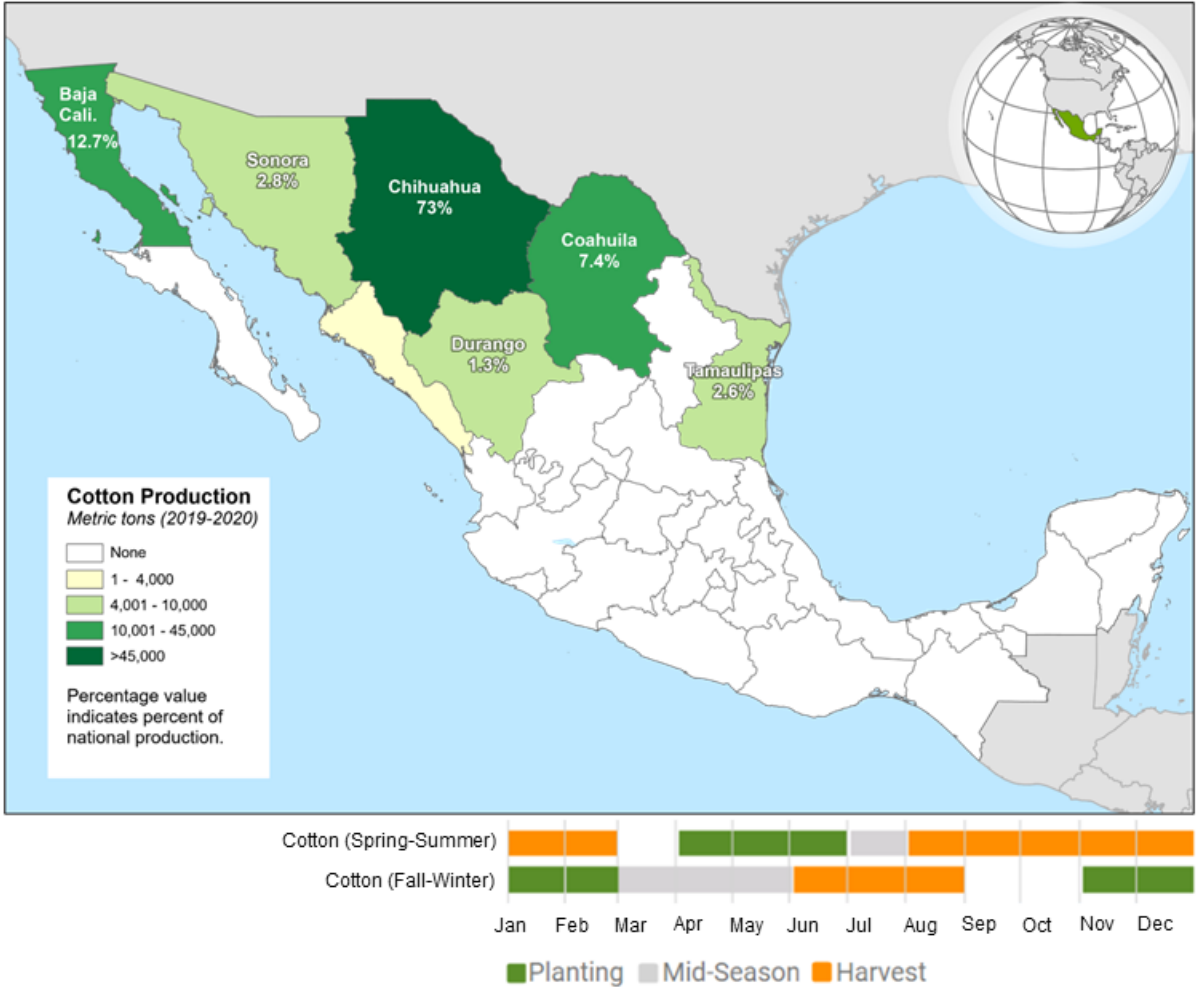 Baja
Cali.
12.7%
Sonora
2.8%
Chihuahua
73%
Coahuila
7.4%
Durango
1.3%
Tamaulipas
2.6%
Cotton Production
Metric tons (2019-2020)
None
1 - 4,000
4,001 - 10,000
10,001 - 45,000
>45,000
Percentage value
indicates percent of
national production.
Cotton (Spring-Summer)
Cotton (Fall-Winter)
Jan Feb Mar Apr May Jun Jul Aug Sep Oct Nov Dec
Planting Mid-Season Harvest